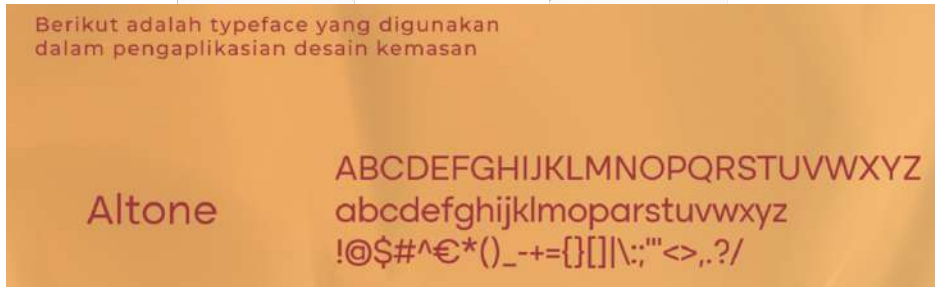 Berikut adalah typeface yang digunakan
dalam pengaplikasian desain kemasan
Altone
ABCDEFGHIJKLMNOPQRSTUVWXYZ
abcdefghijklmoparstuvwxyz
!@$#^€*()_-+={}[]|\:;"'<>,.?/